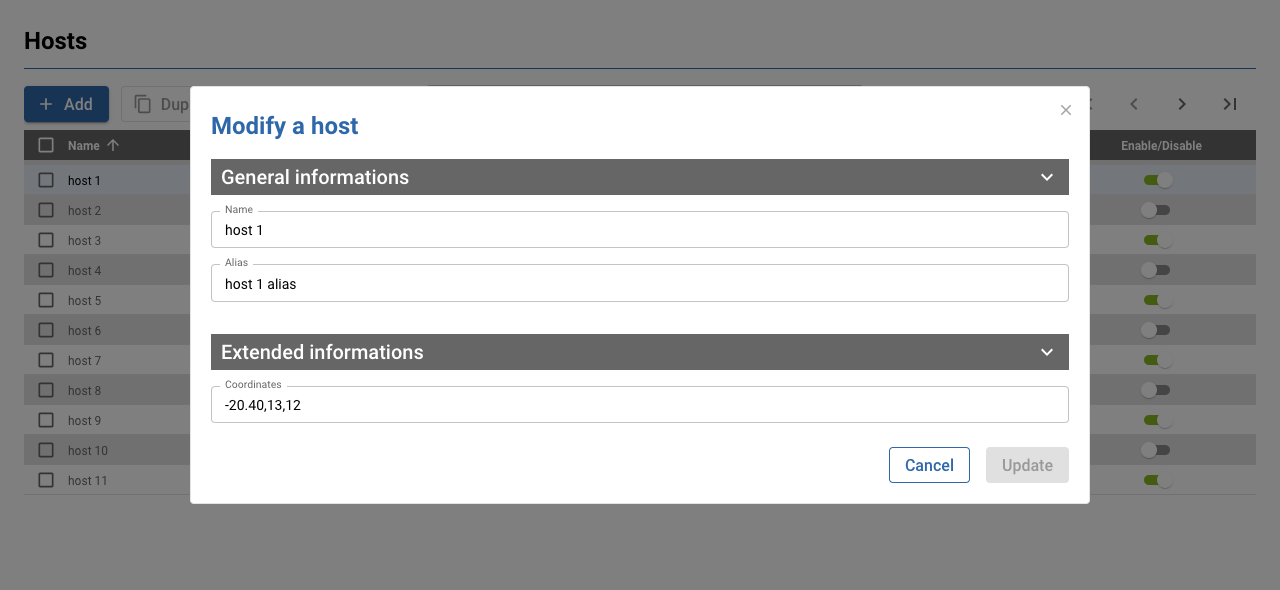 Hosts
Add
Dup
Modify a host
Name
Enable/Disable
General informations
Name
host 1
Alias
host 1 alias
Extended informations
Coordinates
-20.40,13,12
Cancel
Update
host 1
host 2
host 3
host 4
host 5
host 6
host 7
host 8
host 9
host 10
host 11